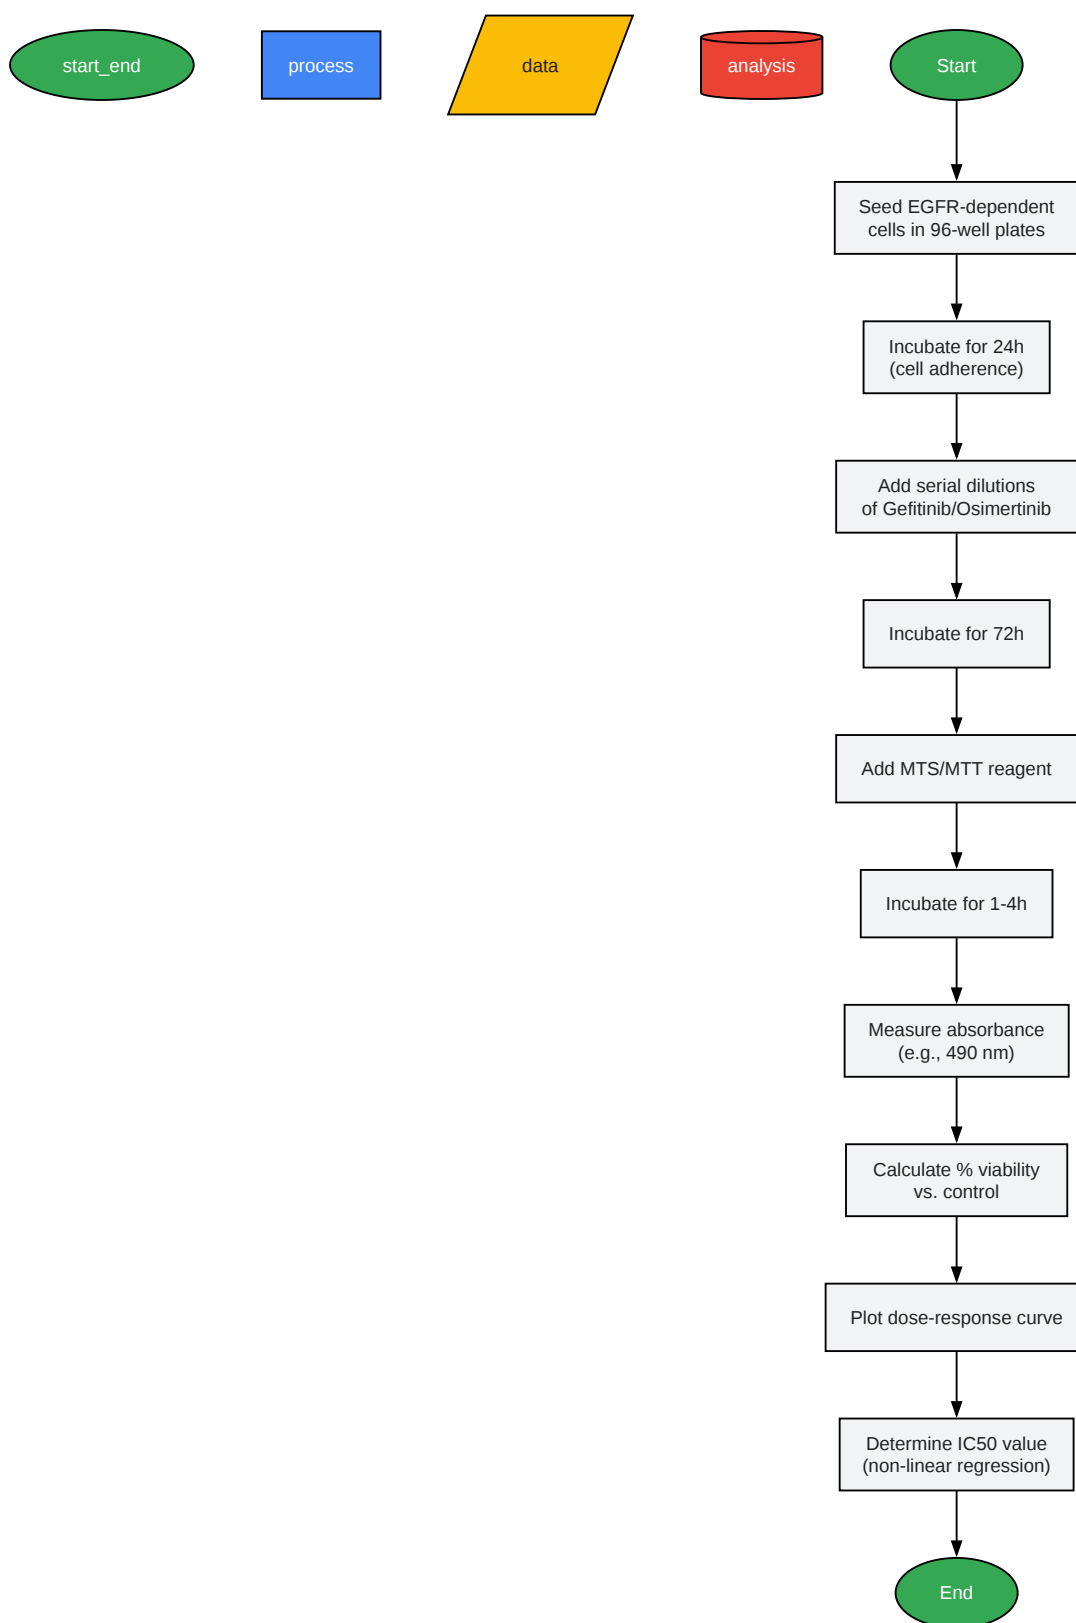 start_end
process
data
analysis
Start
Seed EGFR-dependent
cells in 96-well plates
Incubate for 24h
(cell adherence)
Add serial dilutions
of Gefitinib/Osimertinib
Incubate for 72h
Add MTS/MTT reagent
Incubate for 1-4h
Measure absorbance
(e.g., 490 nm)
Calculate % viability
vs. control
Plot dose-response curve
Determine IC50 value
(non-linear regression)
End